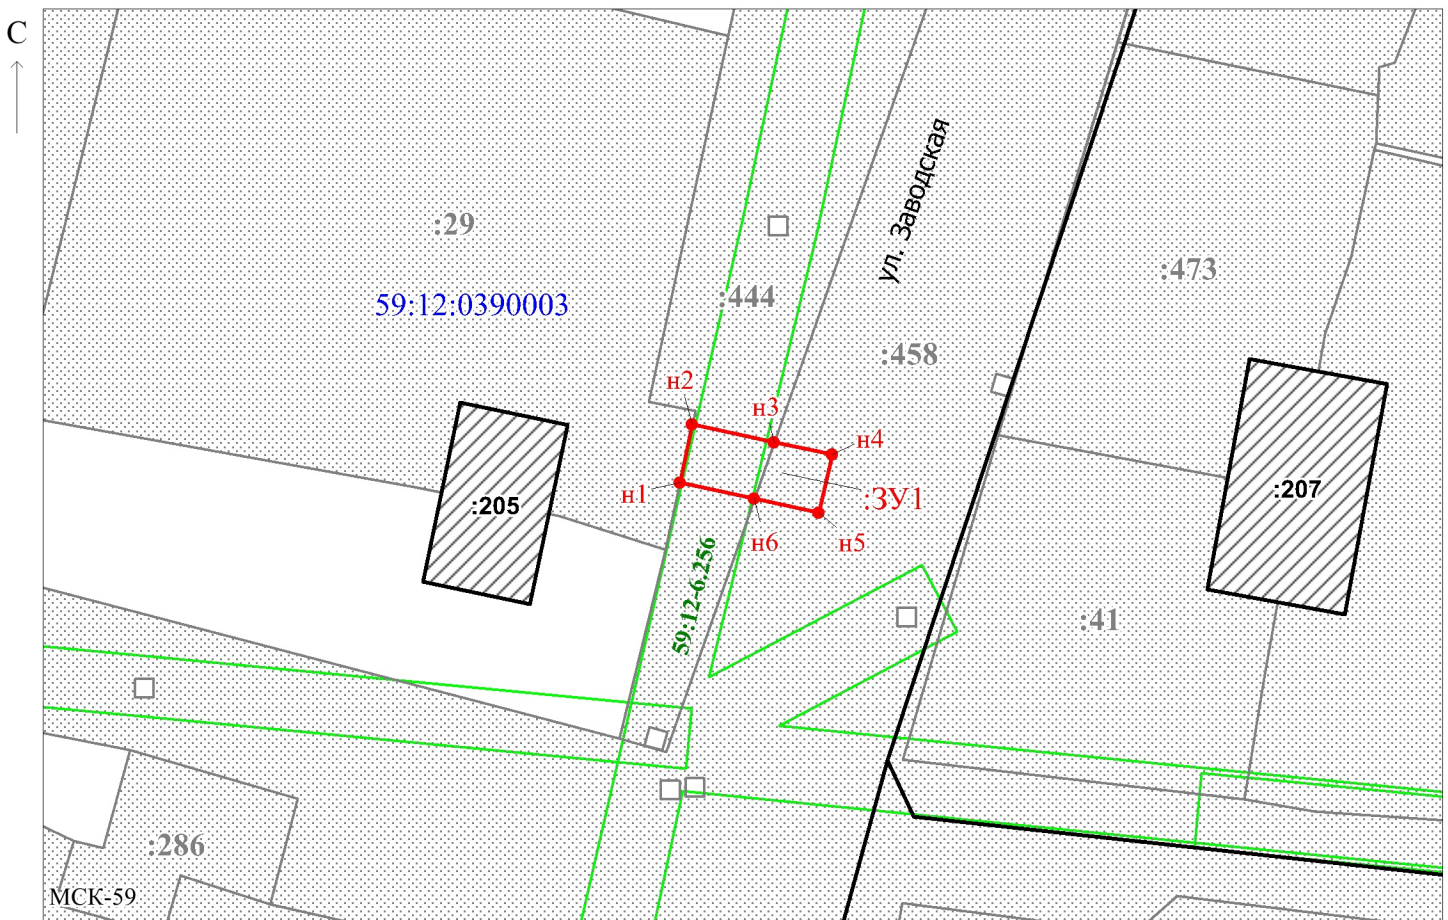 С
ул. Заводская
:29
:473
:444
59:12:0390003
:458
н2
н3
н4
:205
н1
:ЗУ1
:207
н6
н5
59:12-6.256
:41
:286
МСК-59